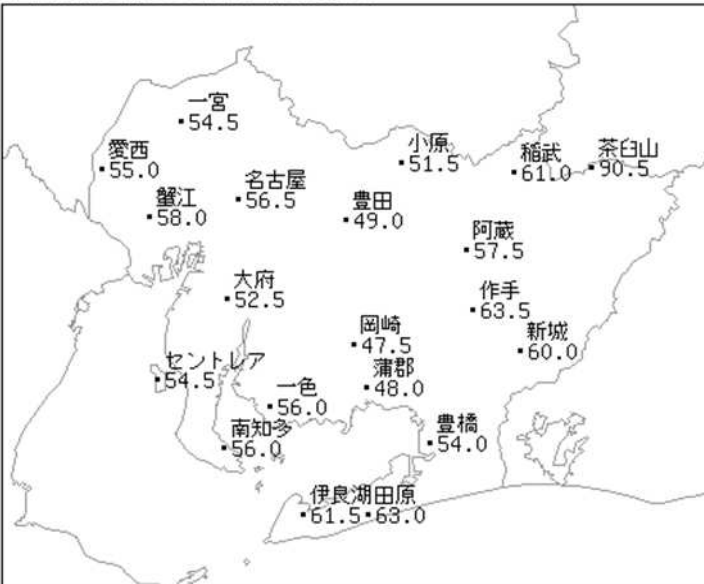 一宮
54.5
愛西
55.0
蟹江
58.0
名古屋
56.5
小原
51.5
豊田
49.0
稲武
61.0
茶臼山
90.5
阿蔵
57.5
大府
52.5
作手
63.5
岡崎
47.5
新城
60.0
セントレア
54.5
蒲郡
48.0
一色
56.0
南知多
56.0
豊橋
54.0
伊良湖
61.5
田原
63.0